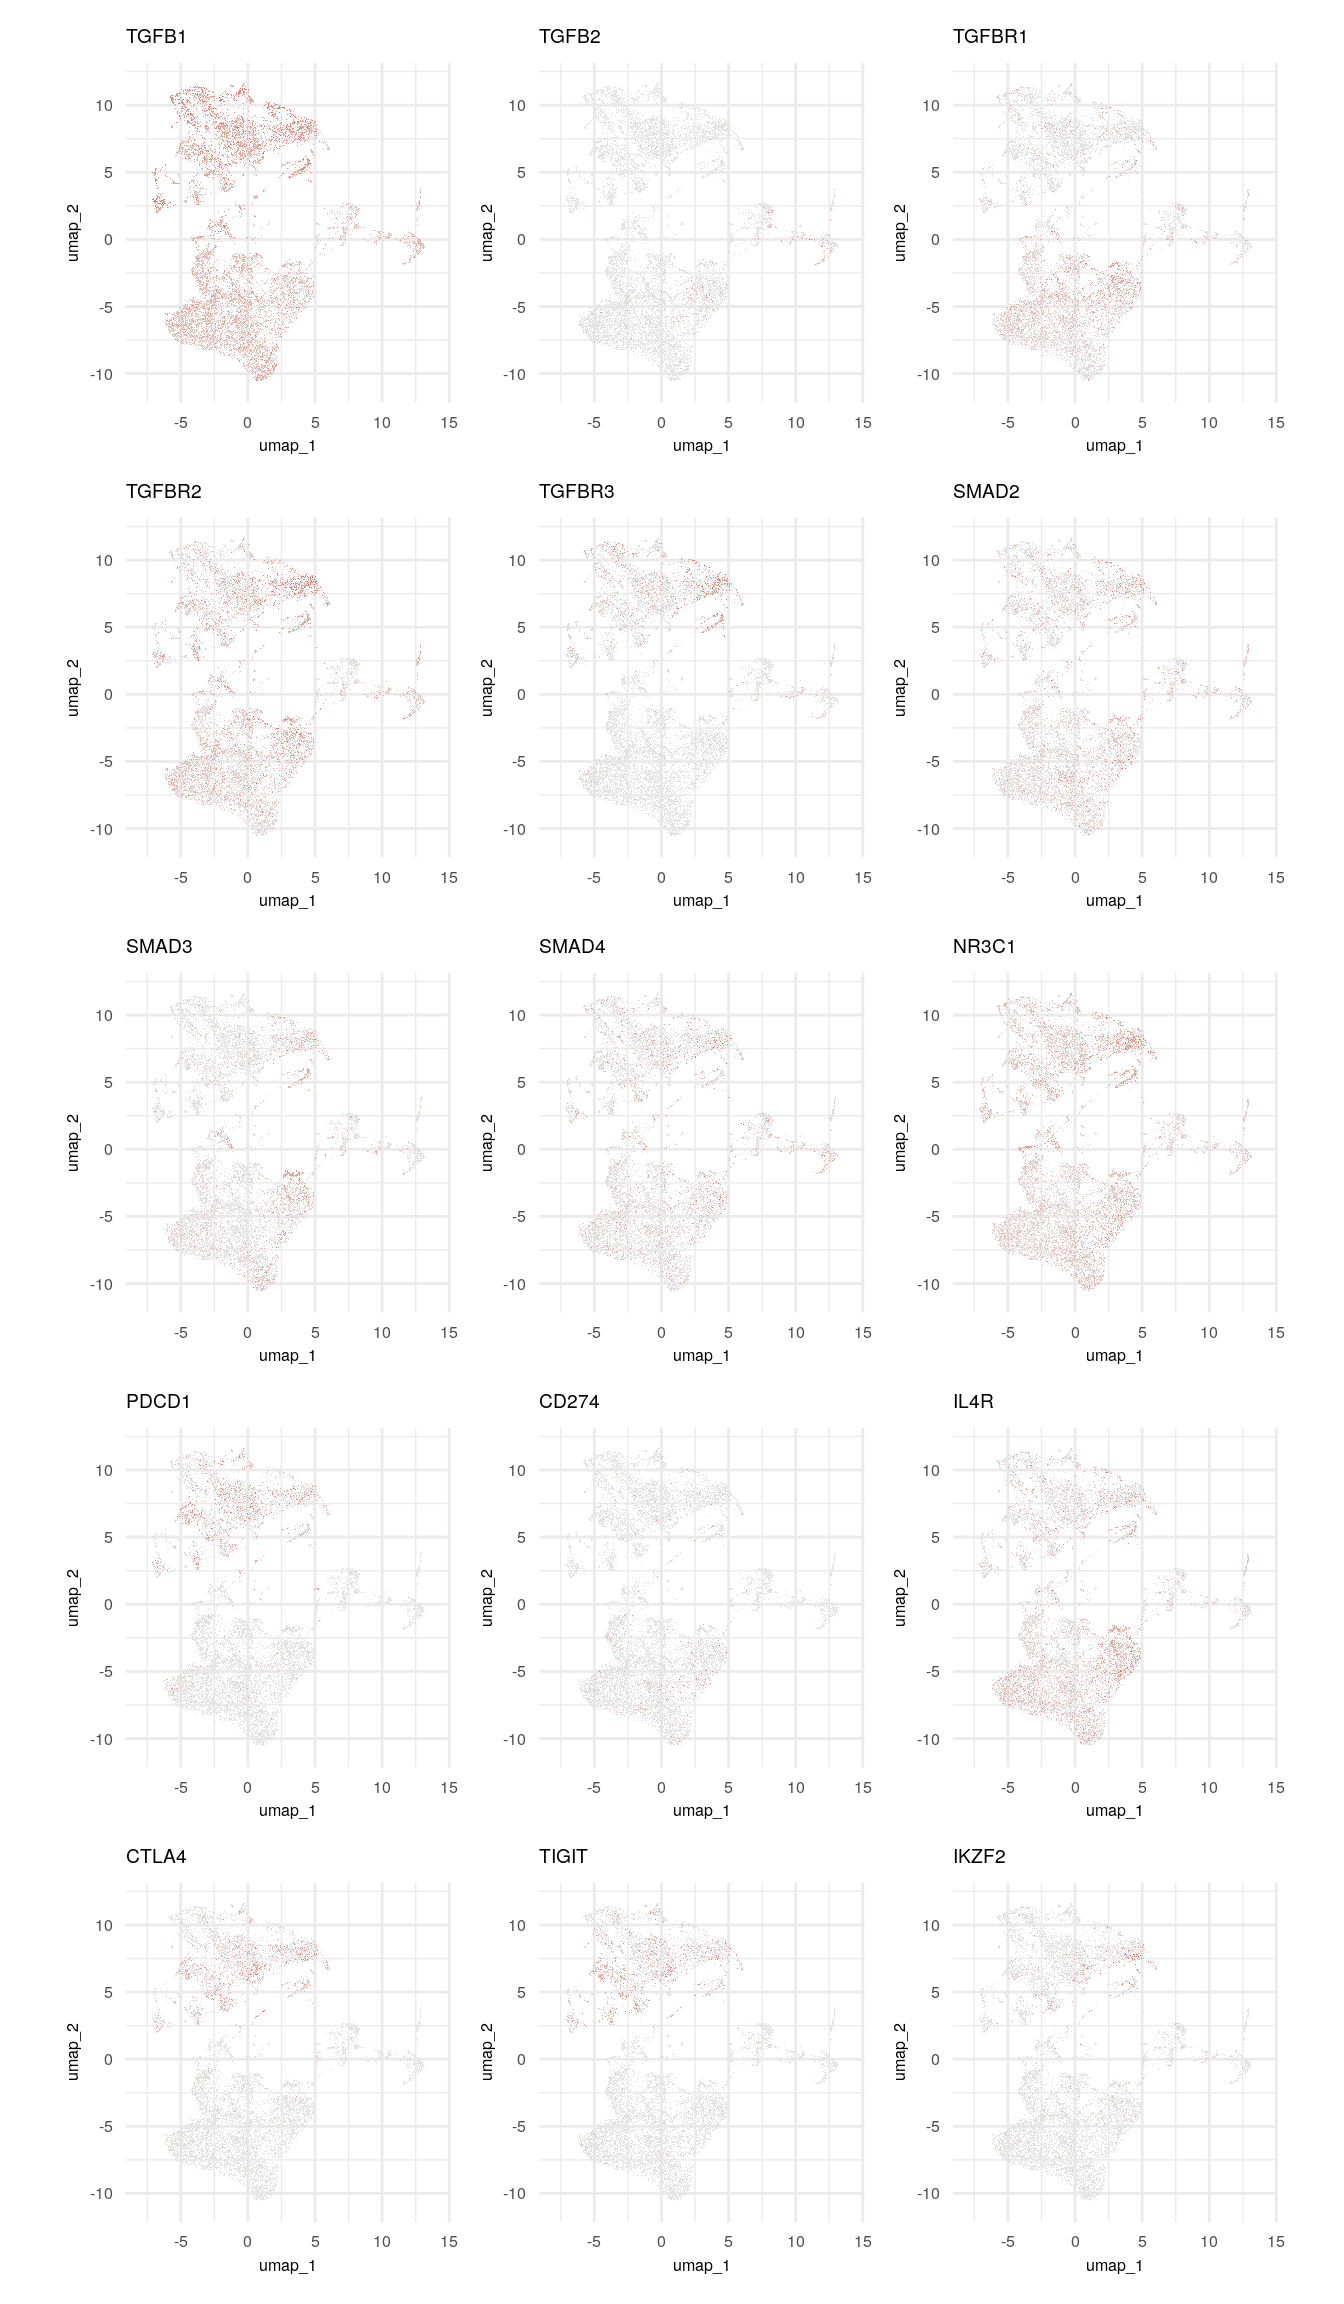 TGFB1 TGFB2 TGFBR1
10 10 10
5 5 5
umap_2 0 umap_2 0 umap_2 0
-5 -5 -5
-10 -10 -10
-5 0 5 10 15 -5 0 5 10 15 -5 0 5 10 15
umap_1 umap_1 umap_1
TGFBR2 TGFBR3 SMAD2
10 10 10
5 5 5
umap_2 0 umap_2 0 umap_2 0
-5 -5 -5
-10 -10 -10
-5 0 5 10 15 -5 0 5 10 15 -5 0 5 10 15
umap_1 umap_1 umap_1
SMAD3 SMAD4 NR3C1
10 10 10
5 5 5
umap_2 0 umap_2 0 umap_2 0
-5 -5 -5
-10 -10 -10
-5 0 5 10 15 -5 0 5 10 15 -5 0 5 10 15
umap_1 umap_1 umap_1
PDCD1 CD274 IL4R
10 10 10
5 5 5
umap_2 0 umap_2 0 umap_2 0
-5 -5 -5
-10 -10 -10
-5 0 5 10 15 -5 0 5 10 15 -5 0 5 10 15
umap_1 umap_1 umap_1
CTLA4 TIGIT IKZF2
10 10 10
5 5 5
umap_2 0 umap_2 0 umap_2 0
-5 -5 -5
-10 -10 -10
-5 0 5 10 15 -5 0 5 10 15 -5 0 5 10 15
umap_1 umap_1 umap_1